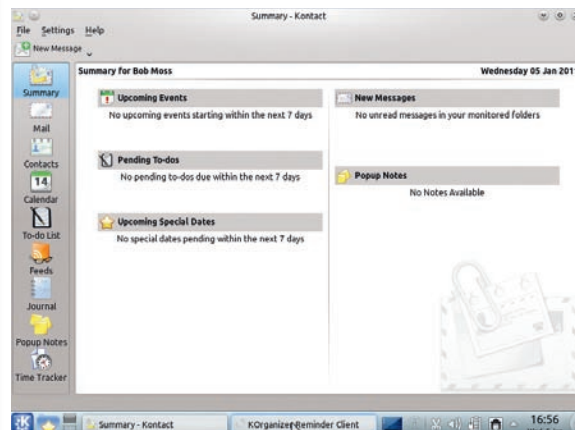 Summary - Kontact
File Settings Help
New Message
Summary for Bob Moss
Wednesday 05 Jan 201
Summary
Mail
Contacts
14
Calendar
To-do List
Feeds
Journal
Popup Notes
Time Tracker
Upcoming Events
No upcoming events starting within the next 7 days
Pending To-dos
No pending to-dos due within the next 7 days
Upcoming Special Dates
No special dates pending within the next 7 days
New Messages
No unread messages in your monitored folders
Popup Notes
No Notes Available
Summary - Kontact
KOrganizer Reminder Client
16:56